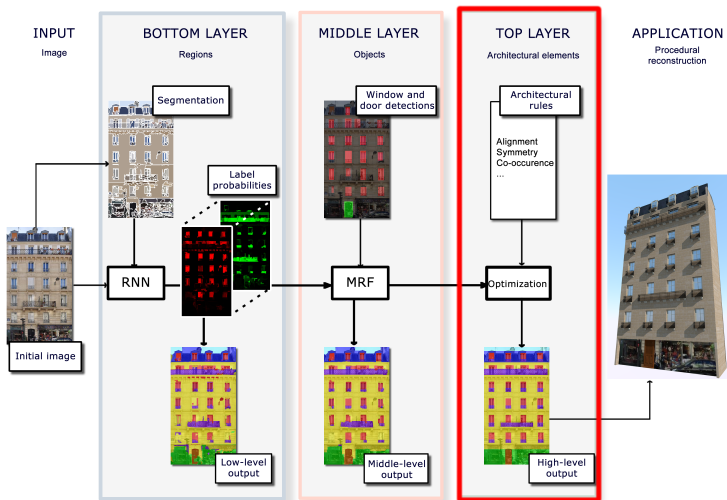 INPUT
Image
BOTTOM LAYER
Regions
MIDDLE LAYER
Objects
TOP LAYER
Architectural elements
APPLICATION
Procedural
reconstruction
Segmentation
Window and
door detections
Architectural
rules
Alignment
Symmetry
Co-occurence
...
Label
probabilities
RNN
MRF
Optimization
Initial image
Low-level
output
Middle-level
output
High-level
output